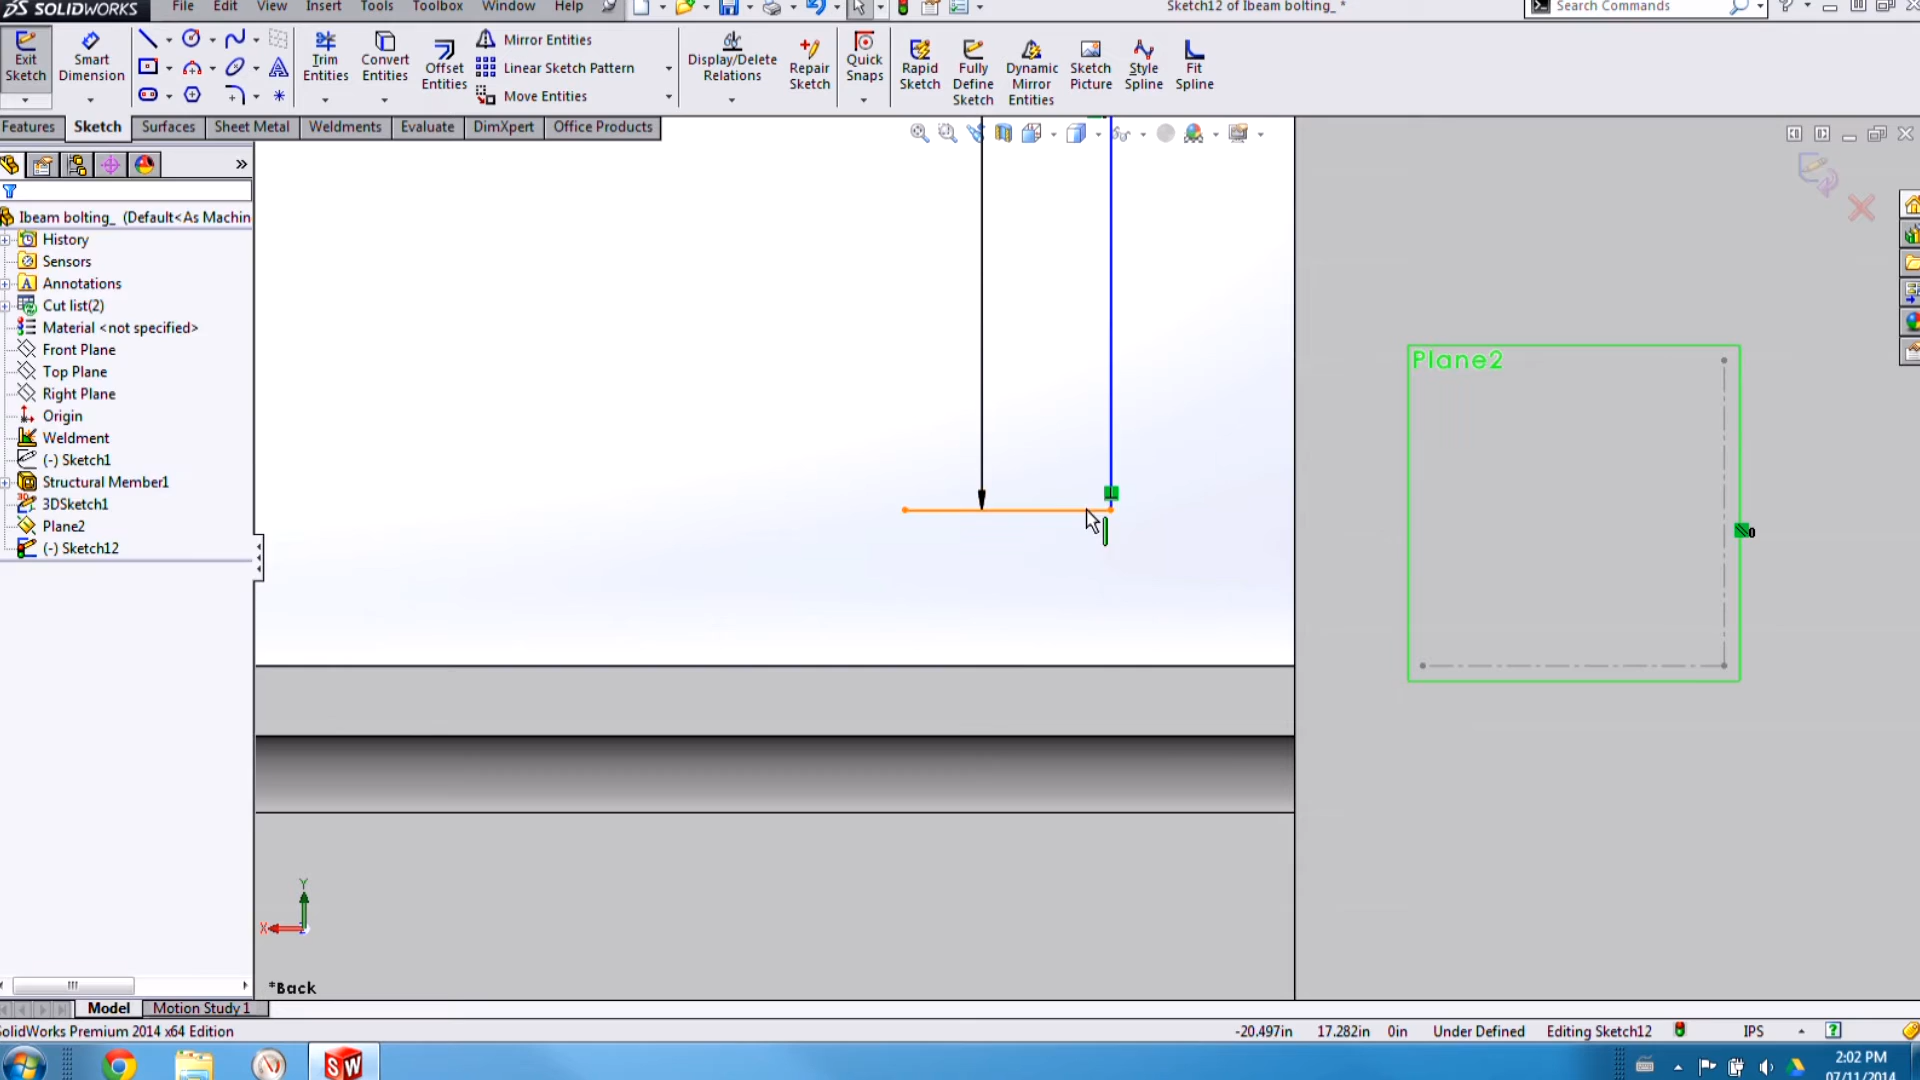 SOLIDWORKS File Edit View Insert Tools Toolbox Window Help Sketch12 of Ibeam bolting_ * Search Commands
Exit Sketch
Smart Dimension
Trim Entities
Convert Entities
Offset Entities
Mirror Entities
Linear Sketch Pattern
Move Entities
Display/Delete Relations
Repair Sketch
Quick Snaps
Rapid Sketch
Fully Define Sketch
Dynamic Mirror Entities
Sketch Picture
Style Spline
Fit Spline
Features Sketch Surfaces Sheet Metal Weldments Evaluate DimXpert Office Products
Ibeam bolting_ (Default<As Machin
History
Sensors
Annotations
Cut list(2)
Material <not specified>
Front Plane
Top Plane
Right Plane
Origin
Weldment
(-) Sketch1
Structural Member1
3DSketch1
Plane2
(-) Sketch12
Plane2
0
Y
X
*Back
Model Motion Study 1
SolidWorks Premium 2014 x64 Edition -20.497in 17.282in 0in Under Defined Editing Sketch12 IPS
SW
2:02 PM
07/11/2014